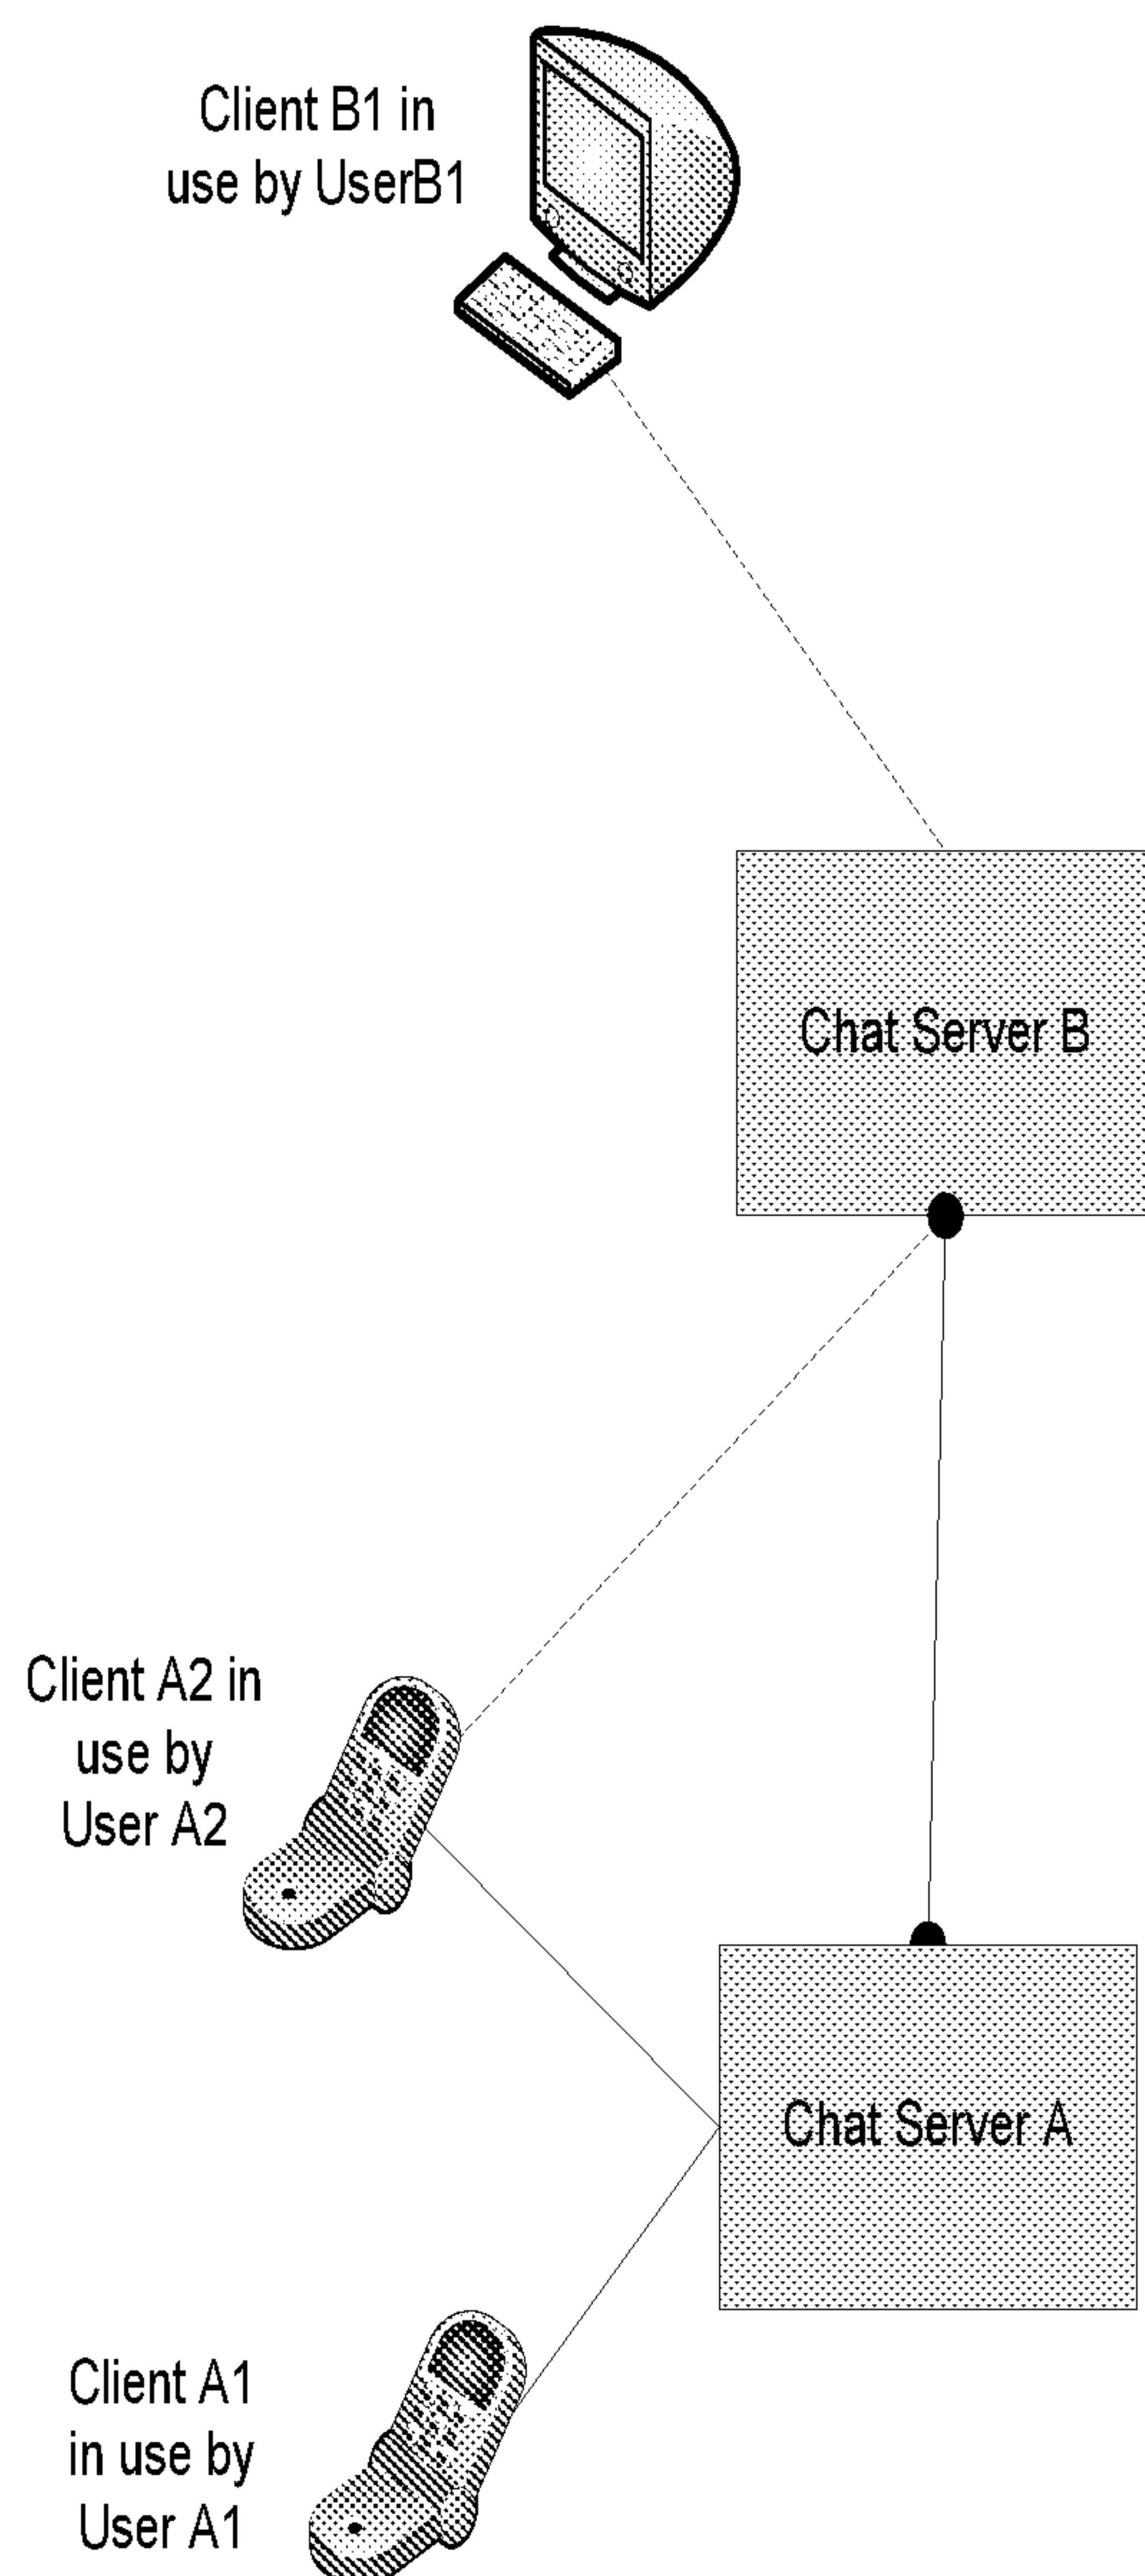 Client B1 in
use by UserB1
Chat Server B
Client A2 in
use by
User A2
Chat Server A
Client A1
in use by
User A1